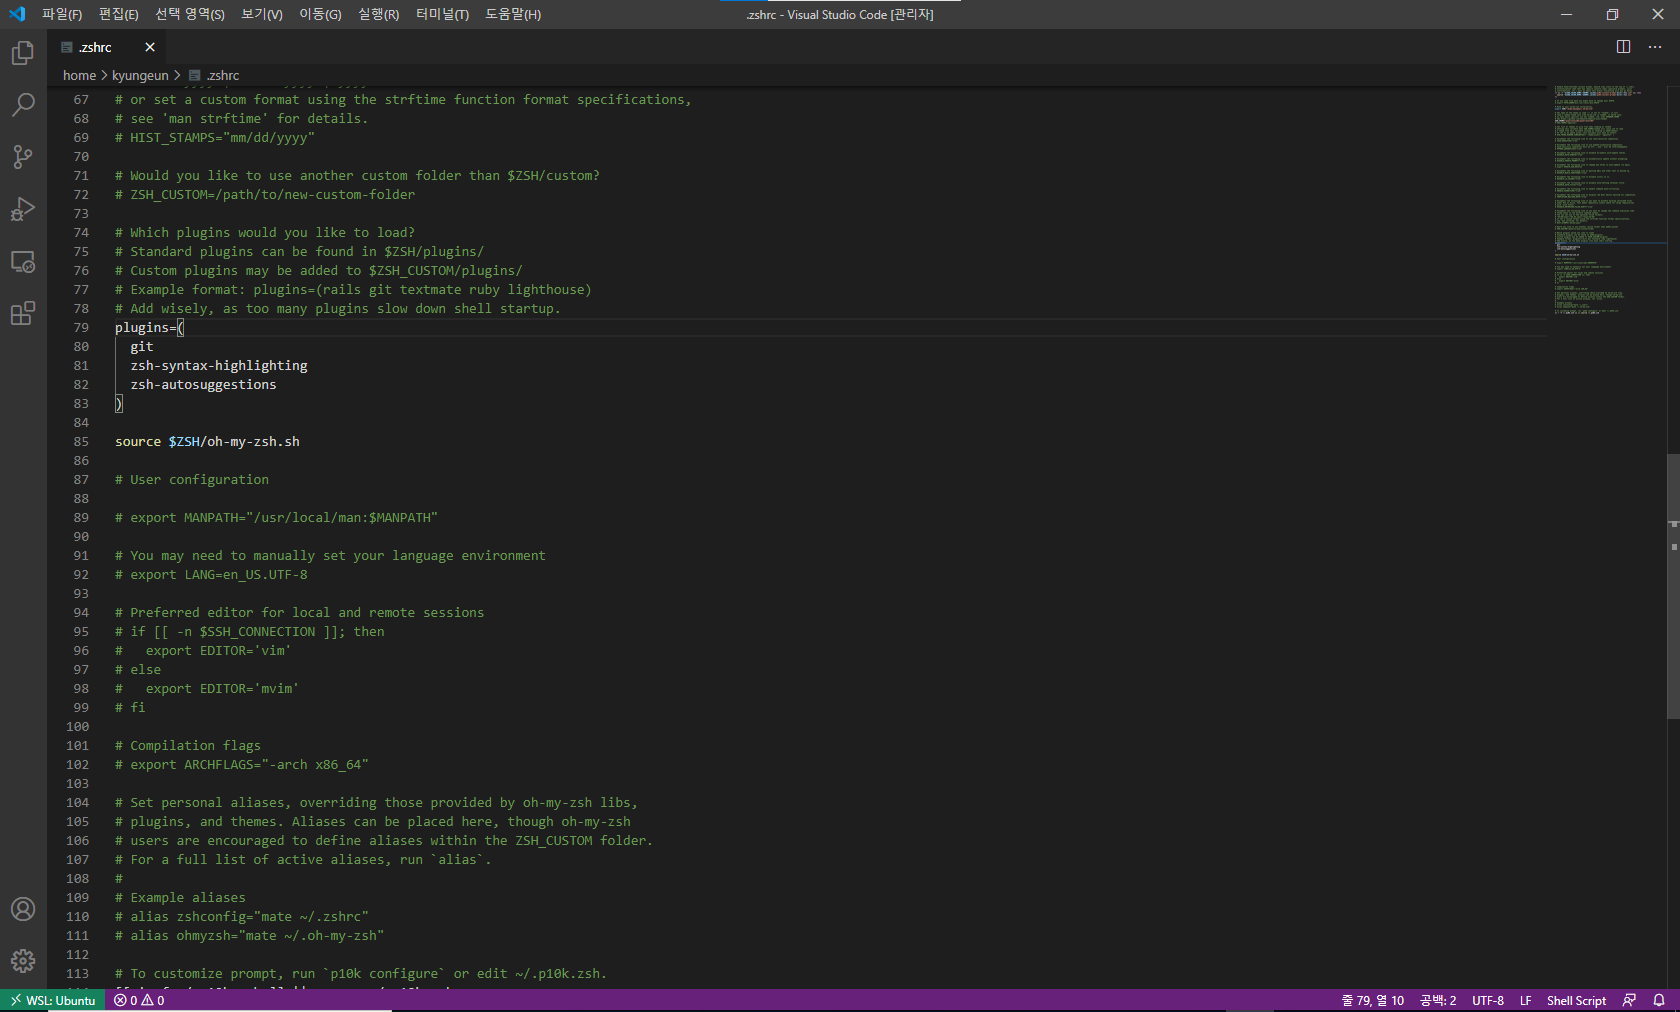 파일(F) 편집(E) 선택 영역(S) 보기(V) 이동(G) 실행(R) 터미널(T) 도움말(H) .zshrc - Visual Studio Code [관리자]
.zshrc
home > kyungeun > .zshrc
67 # or set a custom format using the strftime function format specifications,
68 # see 'man strftime' for details.
69 # HIST_STAMPS="mm/dd/yyyy"
70
71 # Would you like to use another custom folder than $ZSH/custom?
72 # ZSH_CUSTOM=/path/to/new-custom-folder
73
74 # Which plugins would you like to load?
75 # Standard plugins can be found in $ZSH/plugins/
76 # Custom plugins may be added to $ZSH_CUSTOM/plugins/
77 # Example format: plugins=(rails git textmate ruby lighthouse)
78 # Add wisely, as too many plugins slow down shell startup.
79 plugins=(
80 git
81 zsh-syntax-highlighting
82 zsh-autosuggestions
83 )
84
85 source $ZSH/oh-my-zsh.sh
86
87 # User configuration
88
89 # export MANPATH="/usr/local/man:$MANPATH"
90
91 # You may need to manually set your language environment
92 # export LANG=en_US.UTF-8
93
94 # Preferred editor for local and remote sessions
95 # if [[ -n $SSH_CONNECTION ]]; then
96 #   export EDITOR='vim'
97 # else
98 #   export EDITOR='mvim'
99 # fi
100
101 # Compilation flags
102 # export ARCHFLAGS="-arch x86_64"
103
104 # Set personal aliases, overriding those provided by oh-my-zsh libs,
105 # plugins, and themes. Aliases can be placed here, though oh-my-zsh
106 # users are encouraged to define aliases within the ZSH_CUSTOM folder.
107 # For a full list of active aliases, run `alias`.
108 #
109 # Example aliases
110 # alias zshconfig="mate ~/.zshrc"
111 # alias ohmyzsh="mate ~/.oh-my-zsh"
112
113 # To customize prompt, run `p10k configure` or edit ~/.p10k.zsh.
WSL: Ubuntu 0 0 줄 79, 열 10 공백: 2 UTF-8 LF Shell Script